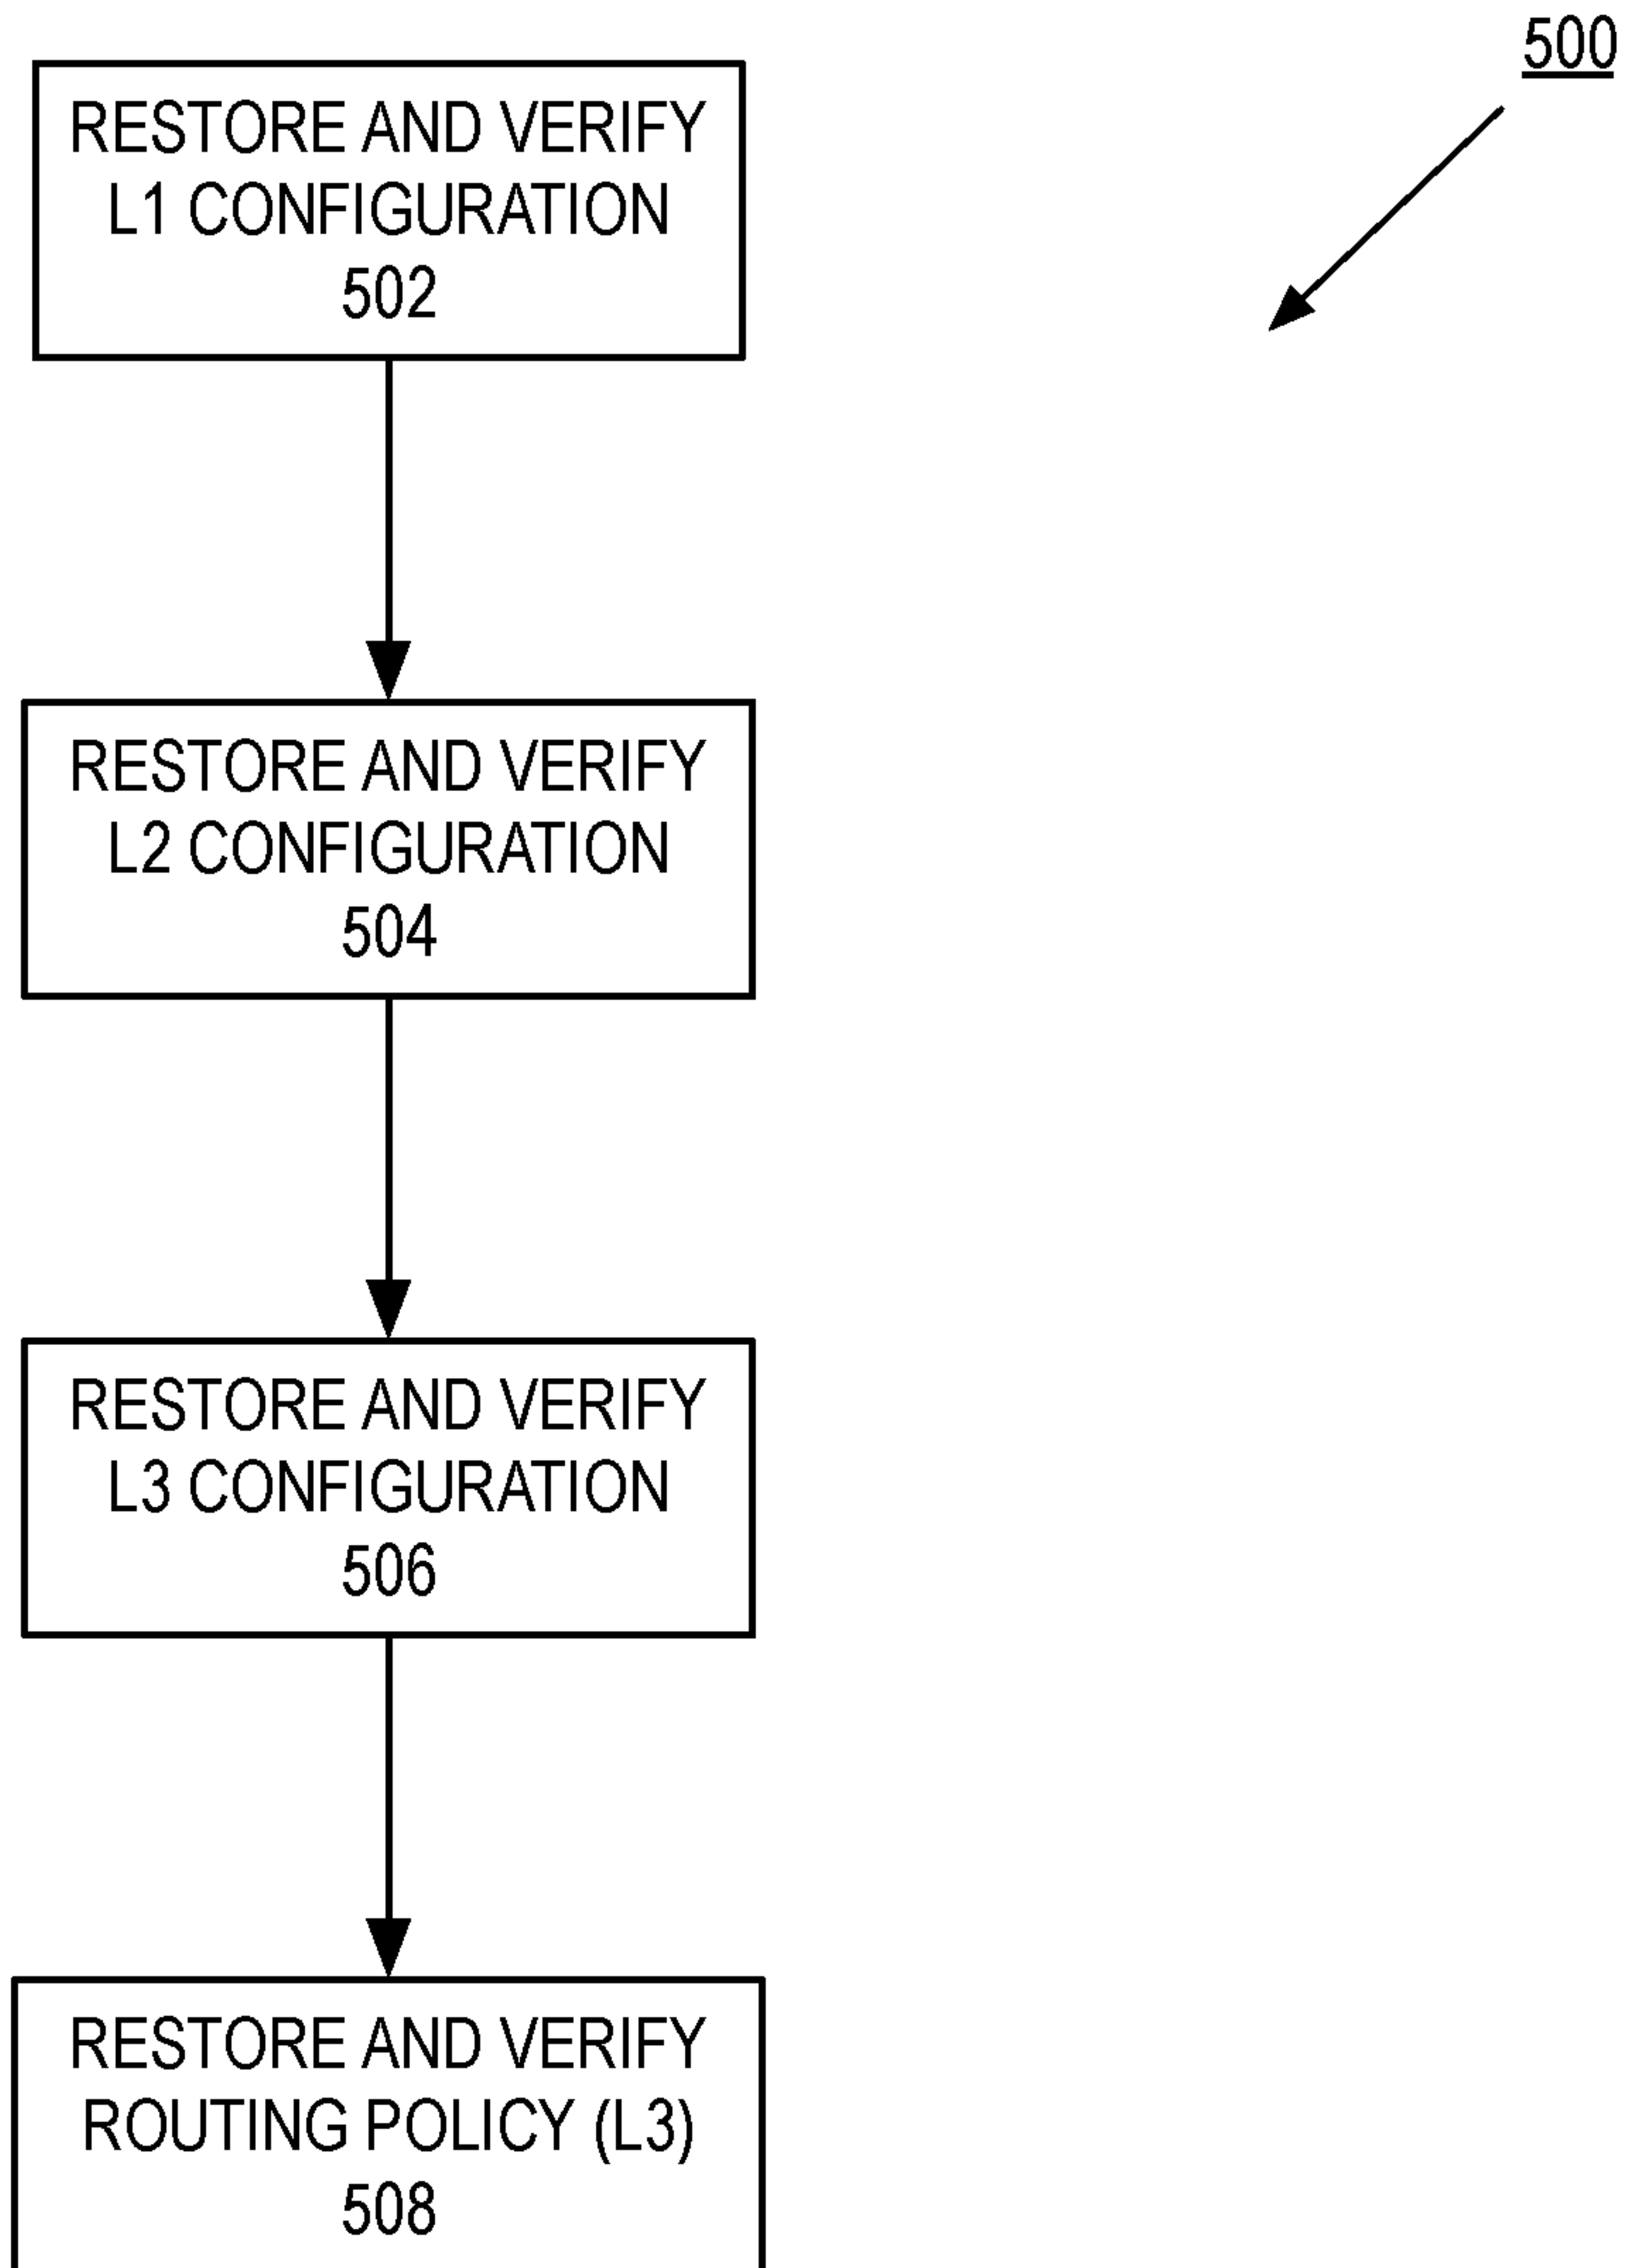 500
RESTORE AND VERIFY
L1 CONFIGURATION
502
RESTORE AND VERIFY
L2 CONFIGURATION
504
RESTORE AND VERIFY
L3 CONFIGURATION
506
RESTORE AND VERIFY
ROUTING POLICY (L3)
508